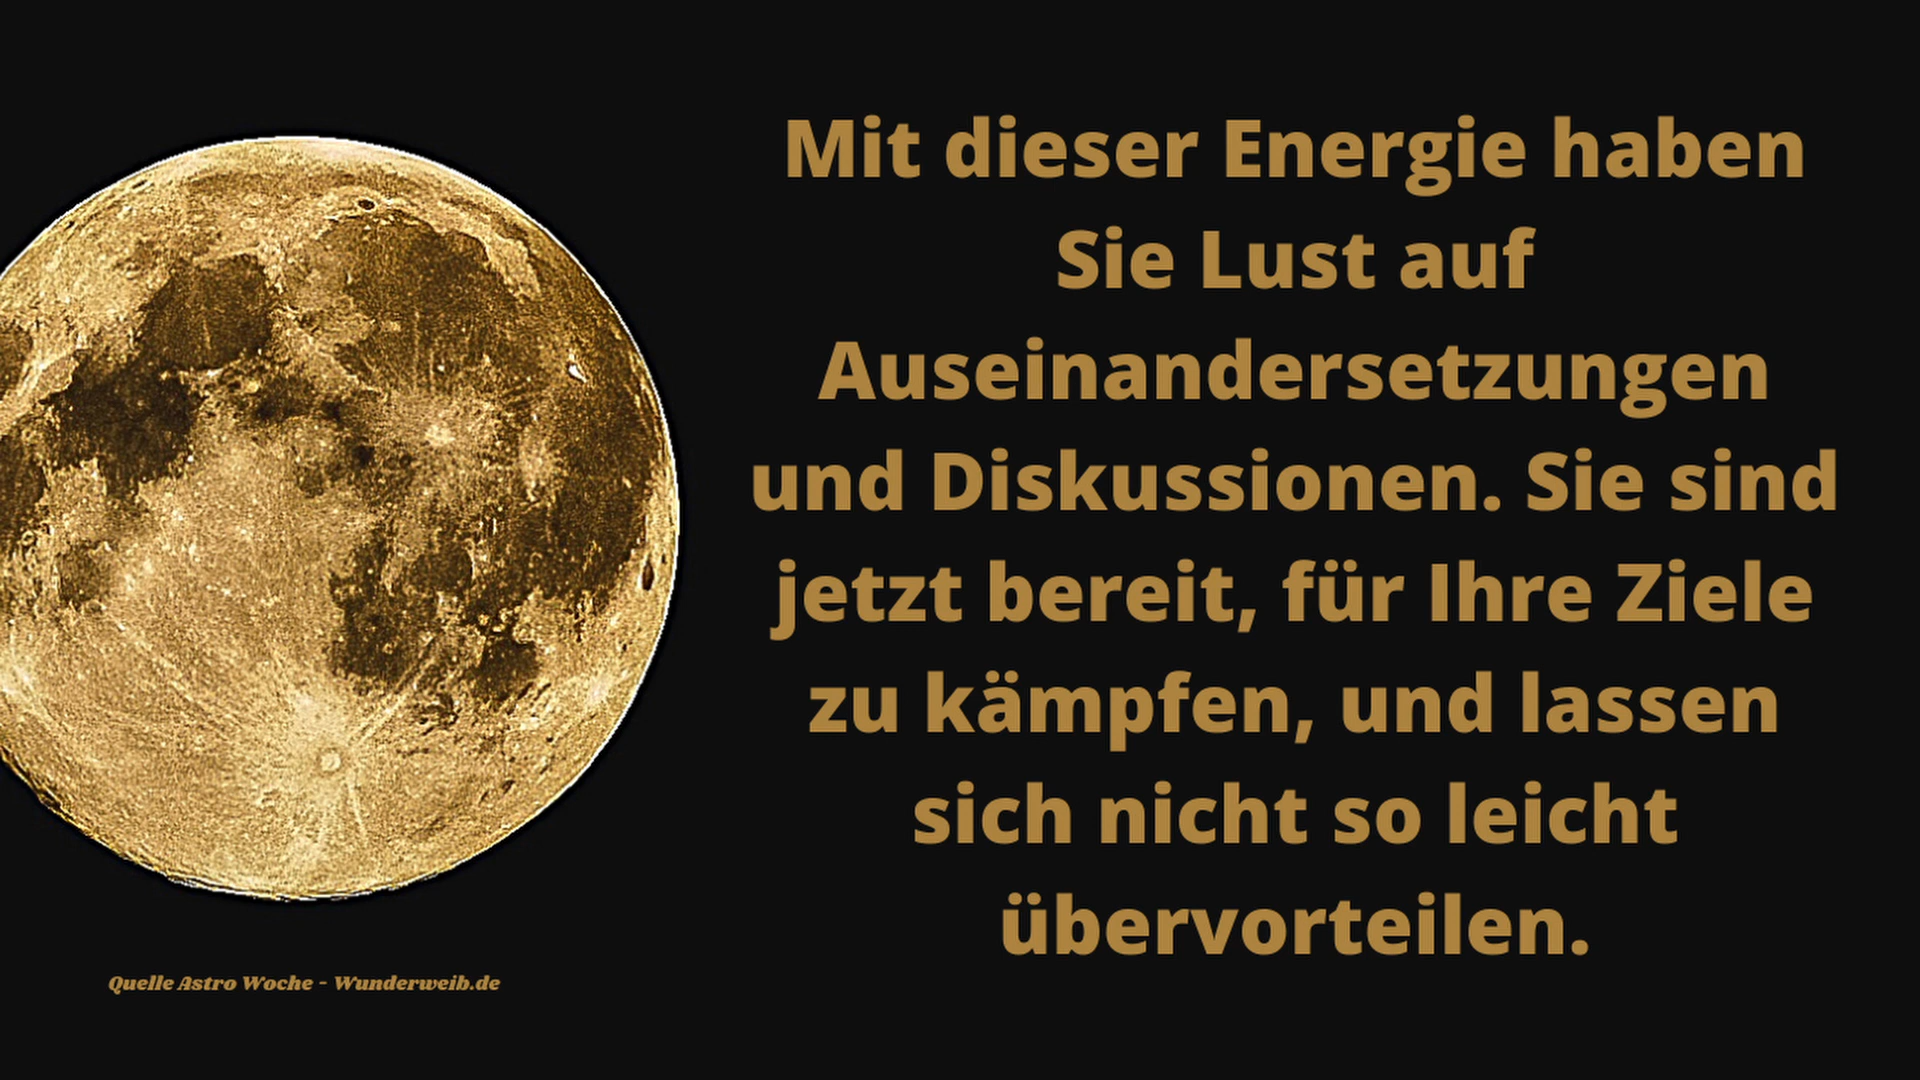 Mit dieser Energie haben
Sie Lust auf
Auseinandersetzungen
und Diskussionen. Sie sind
jetzt bereit, für Ihre Ziele
zu kämpfen, und lassen
sich nicht so leicht
übervorteilen.
Quelle Astro Woche - Wunderweib.de